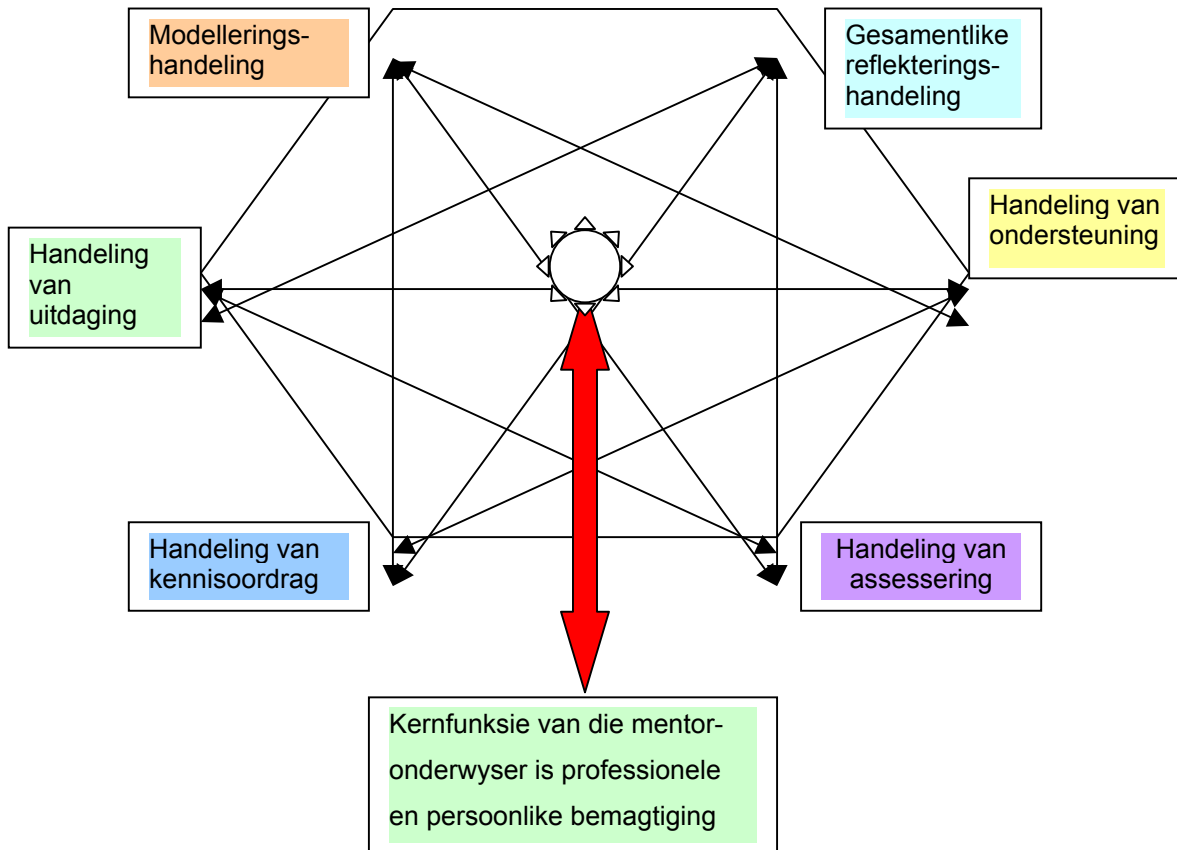 Modellerings-
handeling
Gesamentlike
reflekterings-
handeling
Handeling van
ondersteuning
Handeling
van
uitdaging
Handeling van
kennisoordrag
Handeling van
assessering
Kernfunksie van die mentor-
onderwyser is professionele
en persoonlike bemagtiging